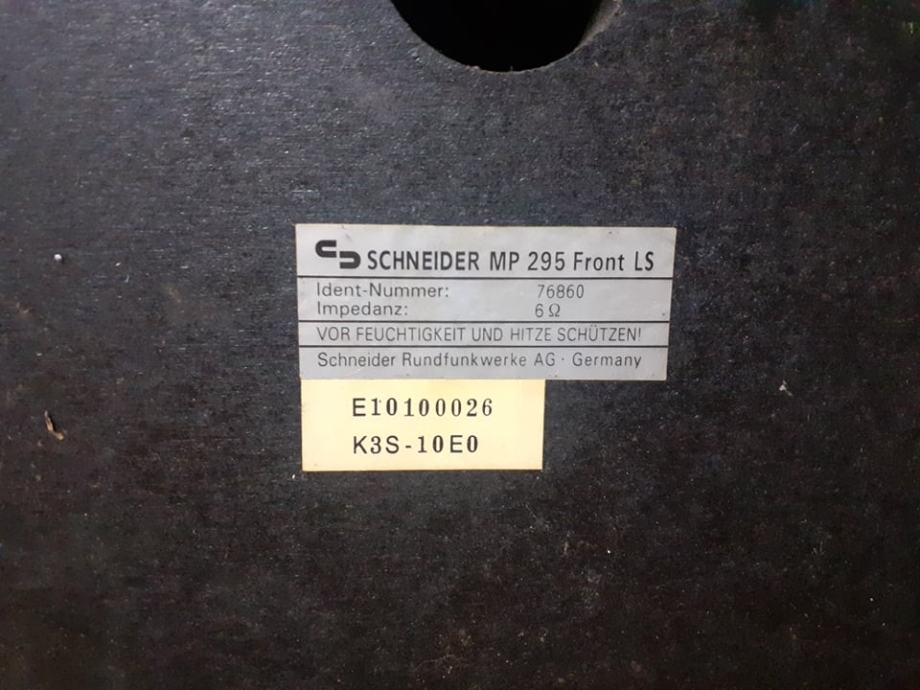 SCHNEIDER MP 295 Front LS
Ident-Nummer: 76860
Impedanz: 6 Ω
VOR FEUCHTIGKEIT UND HITZE SCHÜTZEN!
Schneider Rundfunkwerke AG · Germany
E10100026
K3S-10E0